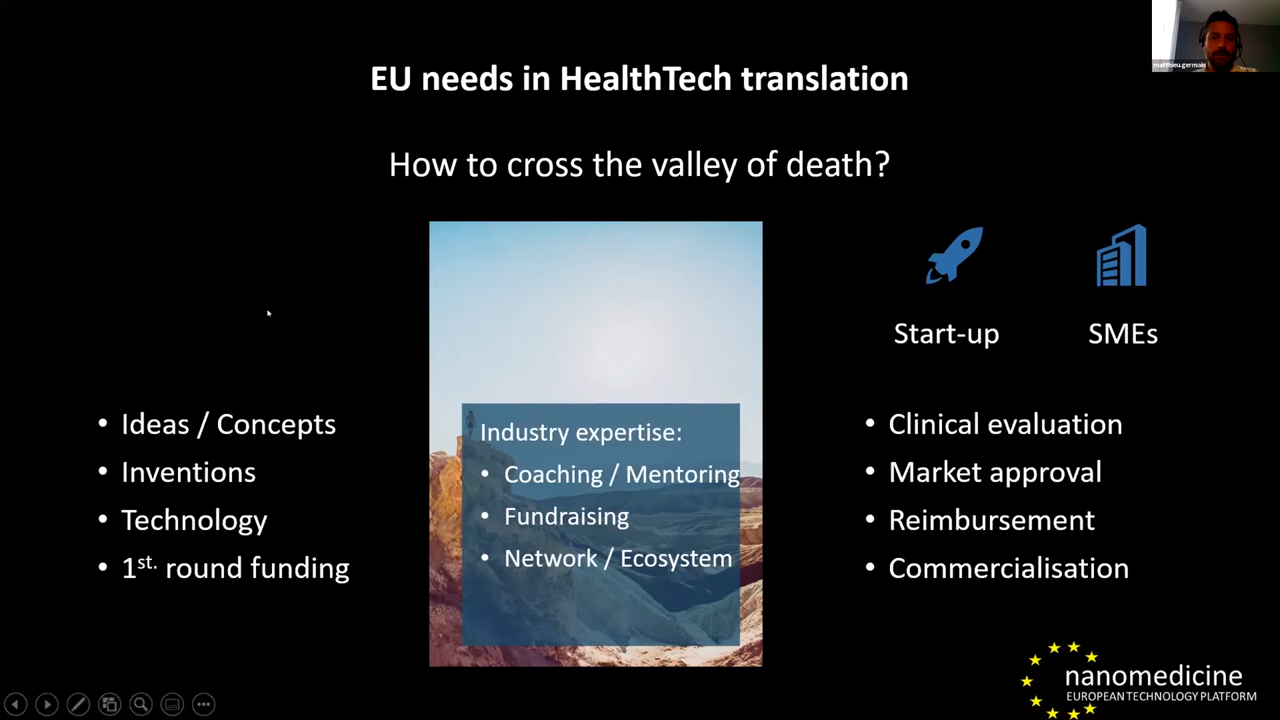 matthieu.germain
EU needs in HealthTech translation
How to cross the valley of death?
Start-up
SMEs
• Ideas / Concepts
• Inventions
• Technology
• 1st. round funding
Industry expertise:
• Coaching / Mentoring
• Fundraising
• Network / Ecosystem
• Clinical evaluation
• Market approval
• Reimbursement
• Commercialisation
nanomedicine
EUROPEAN TECHNOLOGY PLATFORM